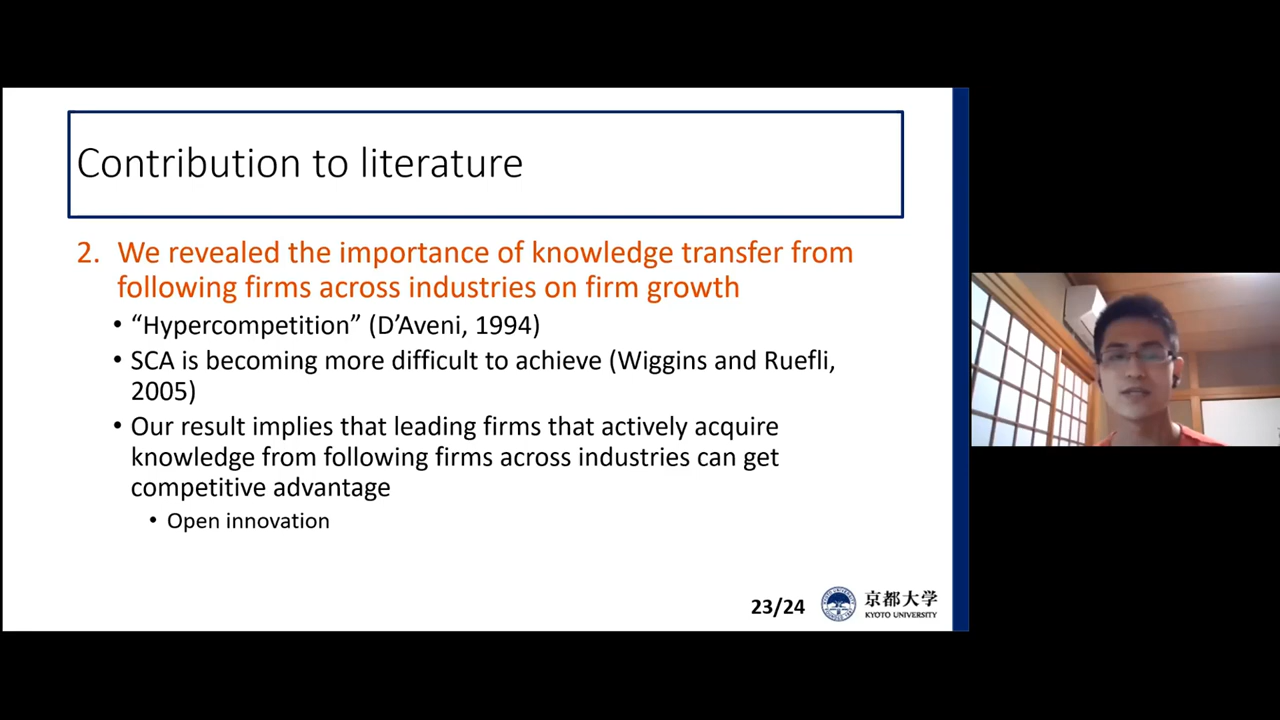 Contribution to literature
2. We revealed the importance of knowledge transfer from
following firms across industries on firm growth
• “Hypercompetition” (D’Aveni, 1994)
• SCA is becoming more difficult to achieve (Wiggins and Ruefli,
2005)
• Our result implies that leading firms that actively acquire
knowledge from following firms across industries can get
competitive advantage
• Open innovation
23/24
京都大学
KYOTO UNIVERSITY